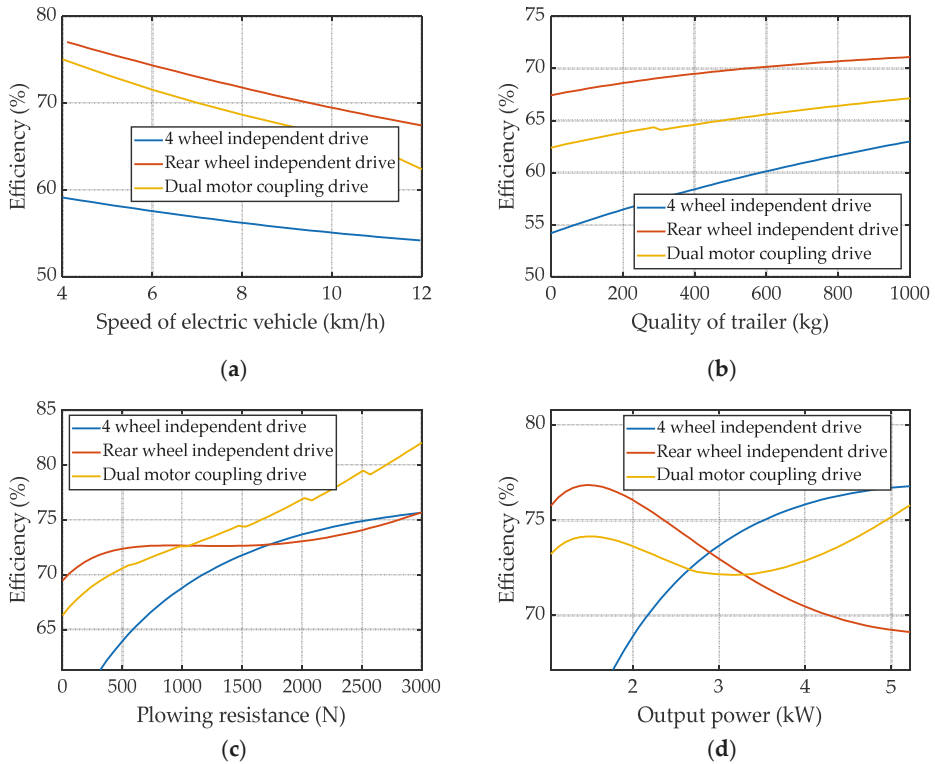 80
70
60
50
Efficiency (%)
4 wheel independent drive
Rear wheel independent drive
Dual motor coupling drive
4 6 8 10 12
Speed of electric vehicle (km/h)
(a)
75
70
65
60
55
50
Efficiency (%)
4 wheel independent drive
Rear wheel independent drive
Dual motor coupling drive
0 200 400 600 800 1000
Quality of trailer (kg)
(b)
85
80
75
70
65
Efficiency (%)
4 wheel independent drive
Rear wheel independent drive
Dual motor coupling drive
0 500 1000 1500 2000 2500 3000
Plowing resistance (N)
(c)
80
75
70
Efficiency (%)
4 wheel independent drive
Rear wheel independent drive
Dual motor coupling drive
2 3 4 5
Output power (kW)
(d)